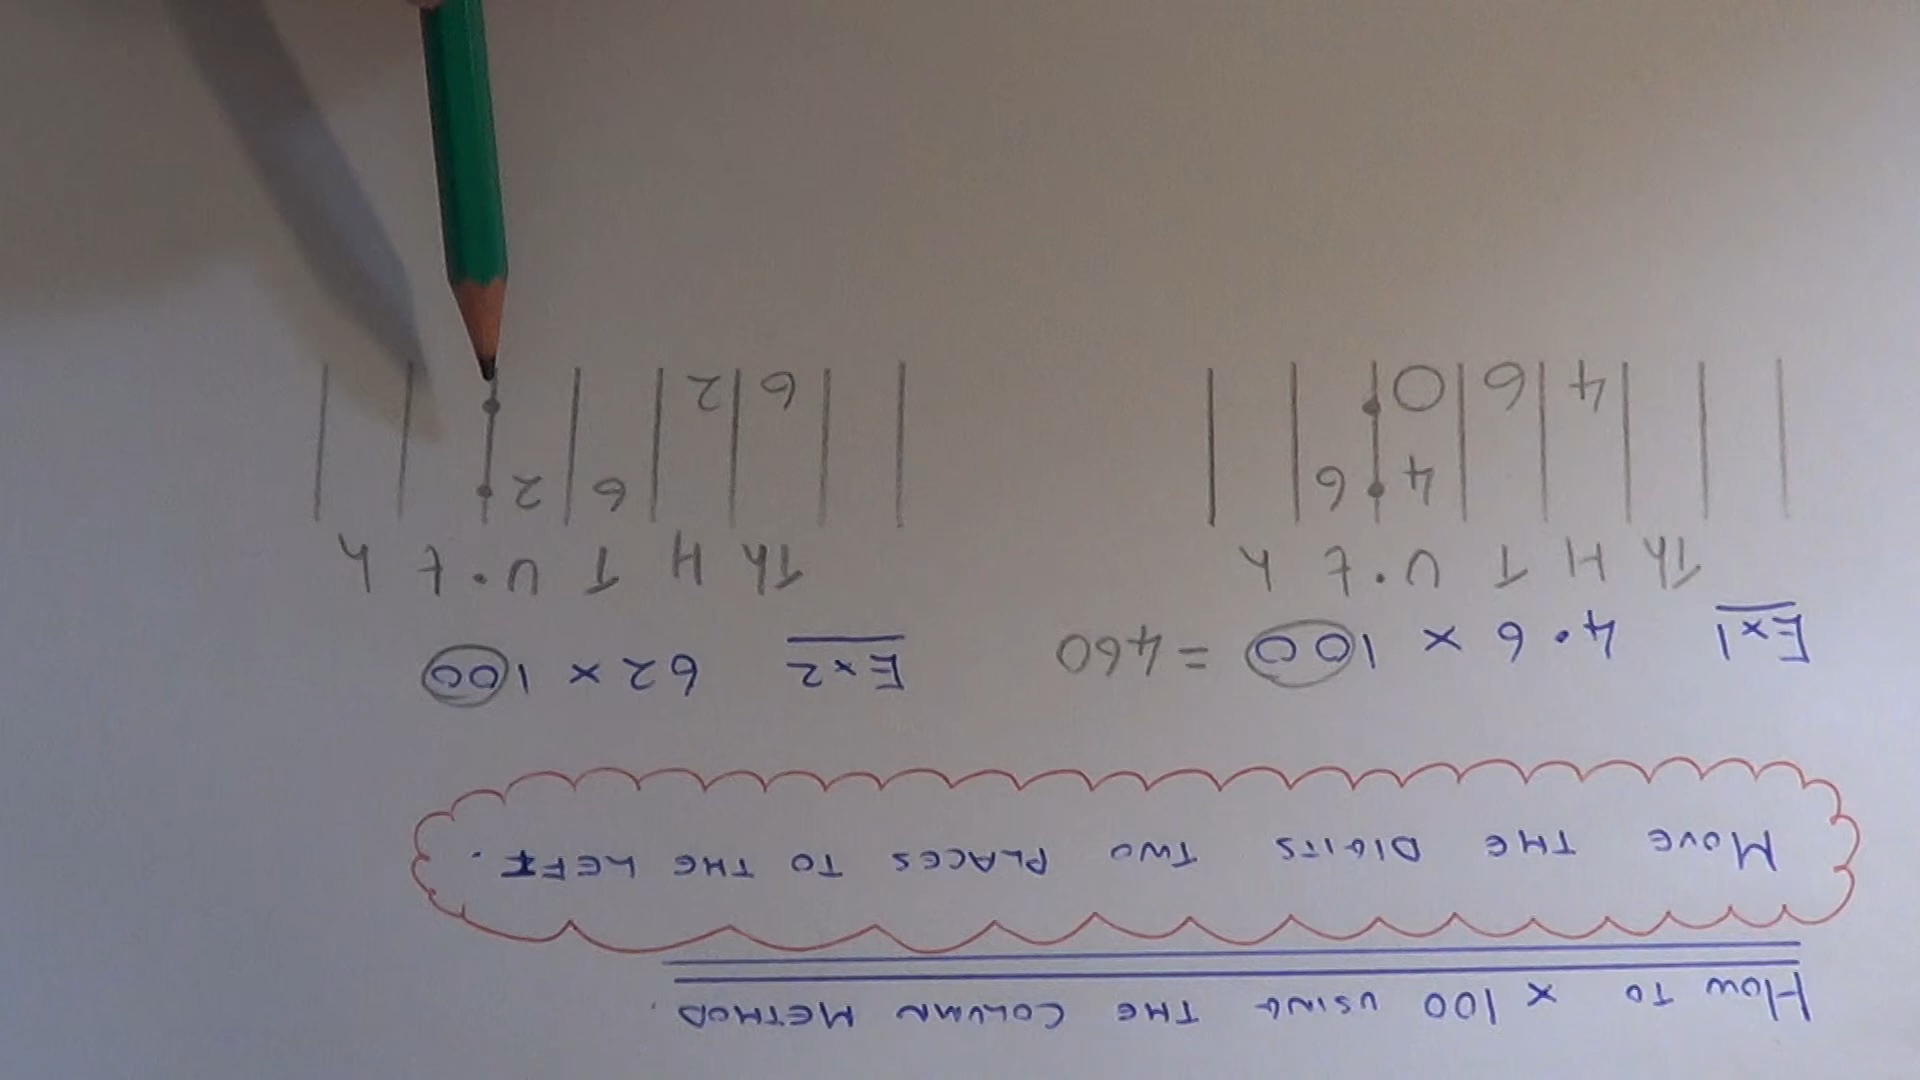 HOW TO × 100 USING THE COLUMN METHOD.
MOVE THE DIGITS TWO PLACES TO THE LEFT.
Ex1 4.6 × 100 = 460
Th H T U . t h
4 . 6
4 6 0 .
Ex2 62 × 100
Th H T U . t h
6 2 .
6 2 .